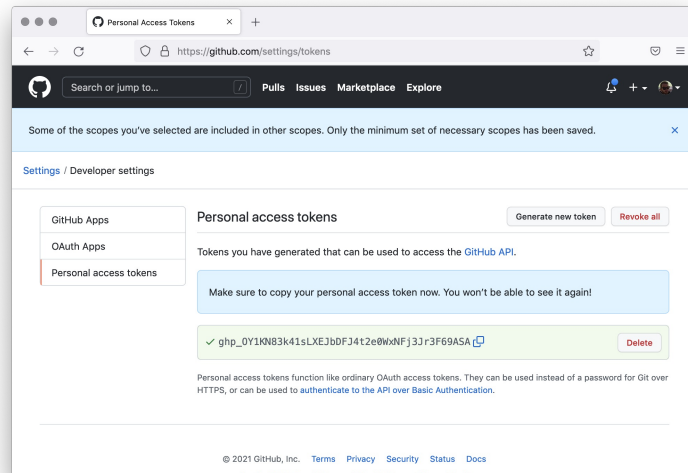 Personal Access Tokens
https://github.com/settings/tokens
Search or jump to... / Pulls Issues Marketplace Explore
Some of the scopes you've selected are included in other scopes. Only the minimum set of necessary scopes has been saved.
Settings / Developer settings
GitHub Apps
OAuth Apps
Personal access tokens
Personal access tokens Generate new token Revoke all
Tokens you have generated that can be used to access the GitHub API.
Make sure to copy your personal access token now. You won't be able to see it again!
ghp_OY1KN83k41sLXEJbDFJ4t2e0WxNFj3Jr3F69ASA Delete
Personal access tokens function like ordinary OAuth access tokens. They can be used instead of a password for Git over
HTTPS, or can be used to authenticate to the API over Basic Authentication.
© 2021 GitHub, Inc. Terms Privacy Security Status Docs